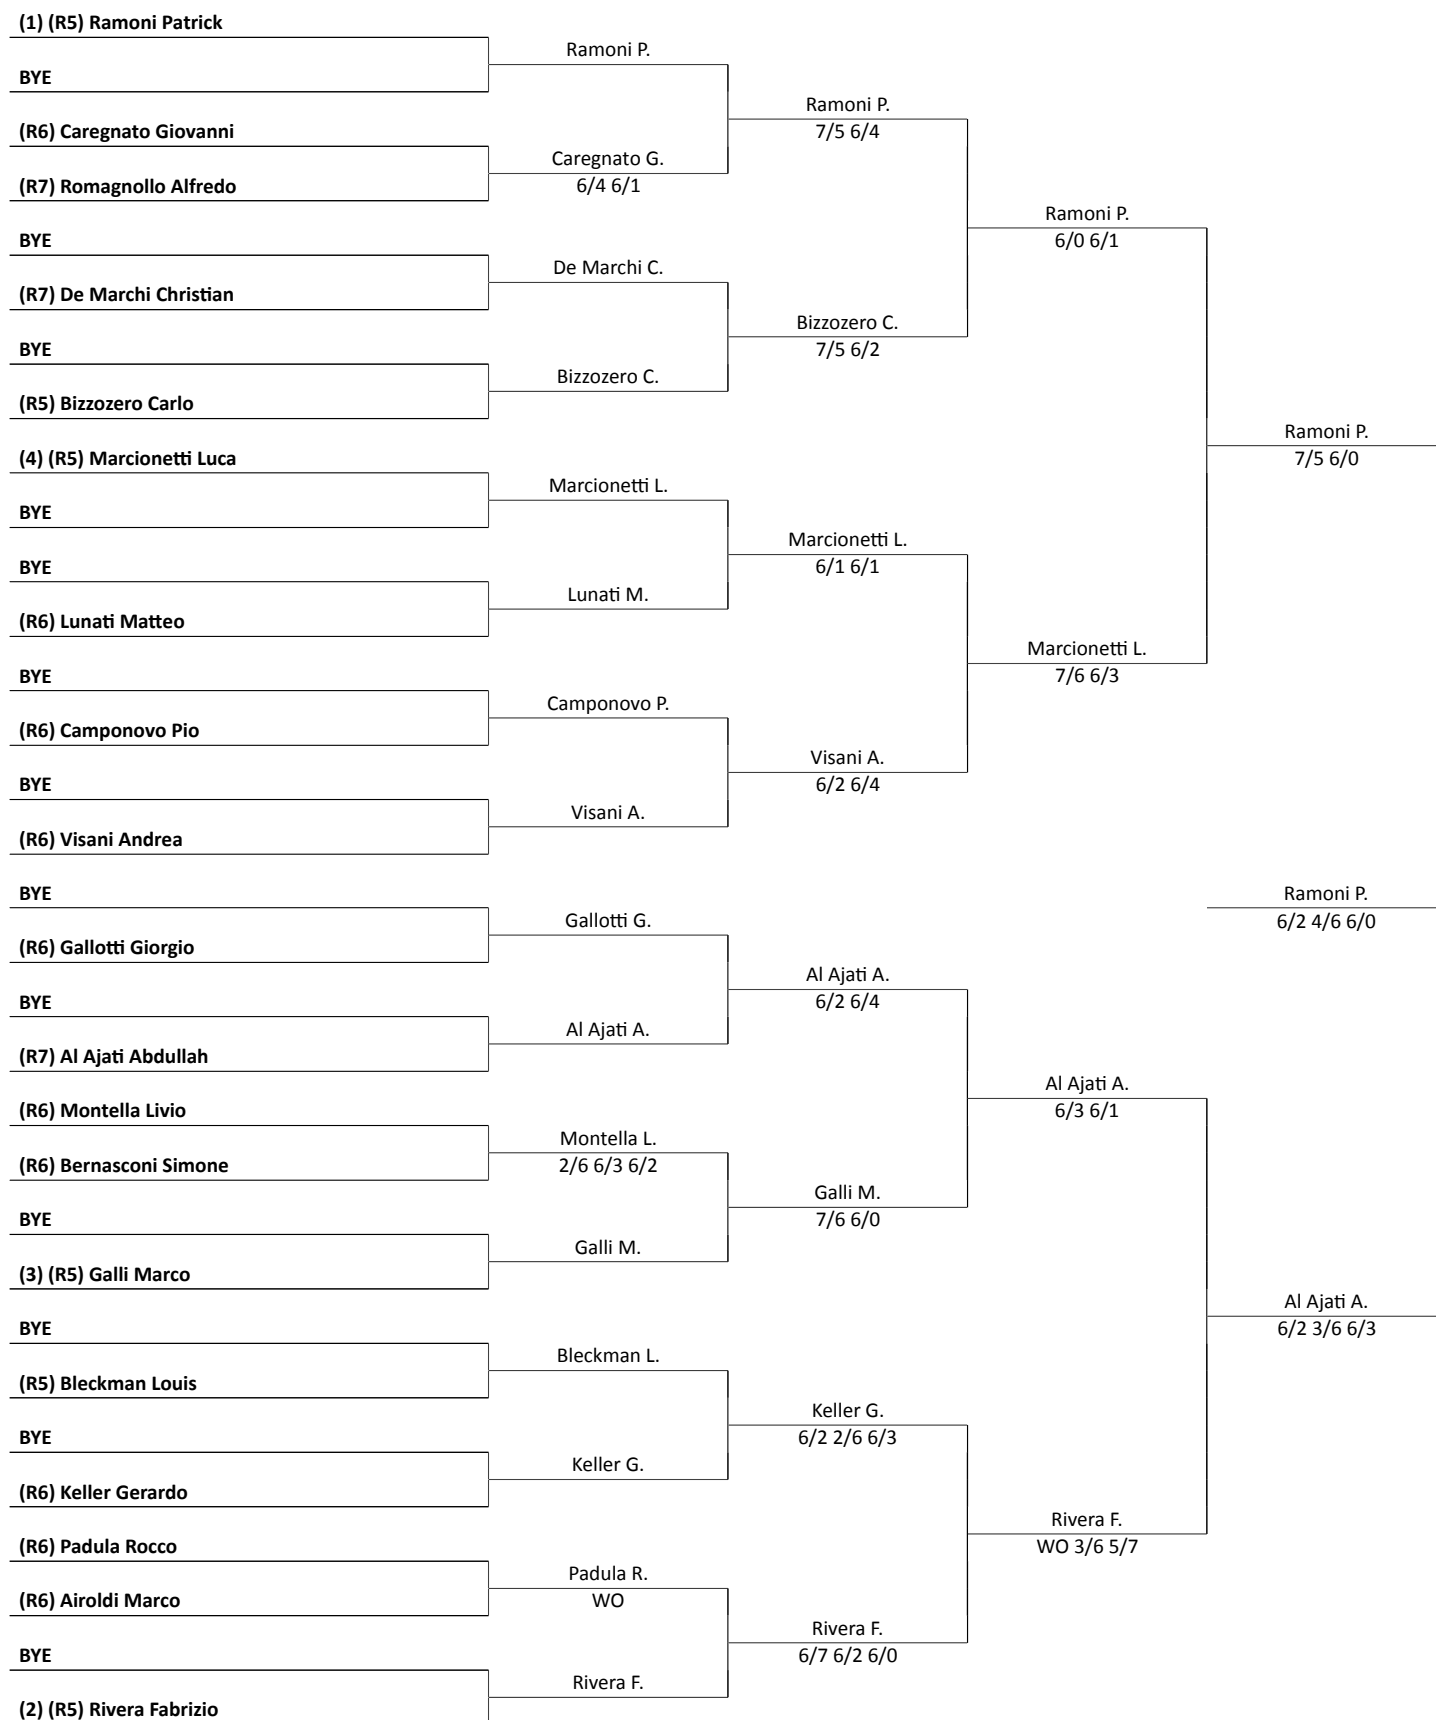 (1) (R5) Ramoni Patrick
Ramoni P.
BYE
Ramoni P.
7/5 6/4
(R6) Caregnato Giovanni
Caregnato G.
6/4 6/1
(R7) Romagnollo Alfredo
Ramoni P.
6/0 6/1
BYE
De Marchi C.
(R7) De Marchi Christian
Bizzozero C.
7/5 6/2
BYE
Bizzozero C.
(R5) Bizzozero Carlo
Ramoni P.
7/5 6/0
(4) (R5) Marcionetti Luca
Marcionetti L.
BYE
Marcionetti L.
6/1 6/1
BYE
Lunati M.
(R6) Lunati Matteo
Marcionetti L.
7/6 6/3
BYE
Camponovo P.
(R6) Camponovo Pio
Visani A.
6/2 6/4
BYE
Visani A.
(R6) Visani Andrea
BYE
Ramoni P.
6/2 4/6 6/0
Gallotti G.
(R6) Gallotti Giorgio
Al Ajati A.
6/2 6/4
BYE
Al Ajati A.
(R7) Al Ajati Abdullah
Al Ajati A.
6/3 6/1
(R6) Montella Livio
Montella L.
2/6 6/3 6/2
(R6) Bernasconi Simone
Galli M.
7/6 6/0
BYE
Galli M.
(3) (R5) Galli Marco
Al Ajati A.
6/2 3/6 6/3
BYE
Bleckman L.
(R5) Bleckman Louis
Keller G.
6/2 2/6 6/3
BYE
Keller G.
(R6) Keller Gerardo
Rivera F.
WO 3/6 5/7
(R6) Padula Rocco
Padula R.
WO
(R6) Airoldi Marco
Rivera F.
6/7 6/2 6/0
BYE
Rivera F.
(2) (R5) Rivera Fabrizio